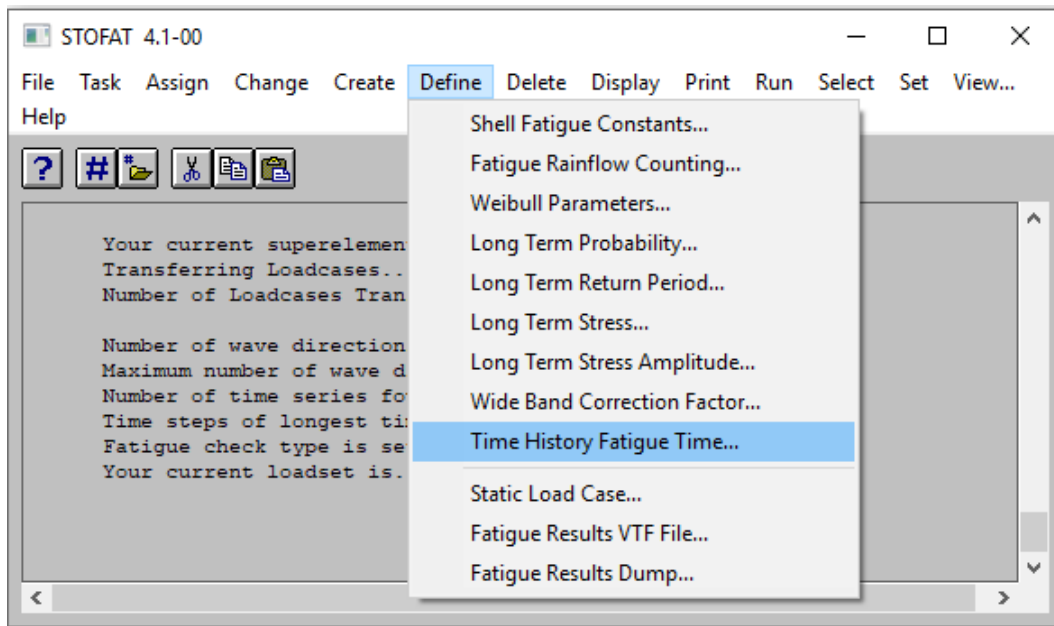 STOFAT 4.1-00
File Task Assign Change Create Define Delete Display Print Run Select Set View...
Help
Shell Fatigue Constants...
Fatigue Rainflow Counting...
Weibull Parameters...
Long Term Probability...
Long Term Return Period...
Long Term Stress...
Long Term Stress Amplitude...
Wide Band Correction Factor...
Time History Fatigue Time...
Static Load Case...
Fatigue Results VTF File...
Fatigue Results Dump...
Your current superelemen
Transferring Loadcases..
Number of Loadcases Tran
Number of wave direction
Maximum number of wave d
Number of time series fo
Time steps of longest ti
Fatigue check type is se
Your current loadset is.